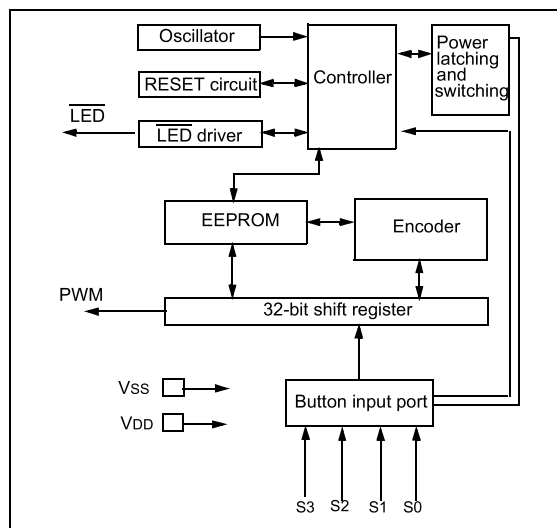 Oscillator
RESET circuit
Controller
Power
latching
and
switching
LED
LED driver
EEPROM
Encoder
PWM
32-bit shift register
VSS
VDD
Button input port
S3 S2 S1 S0